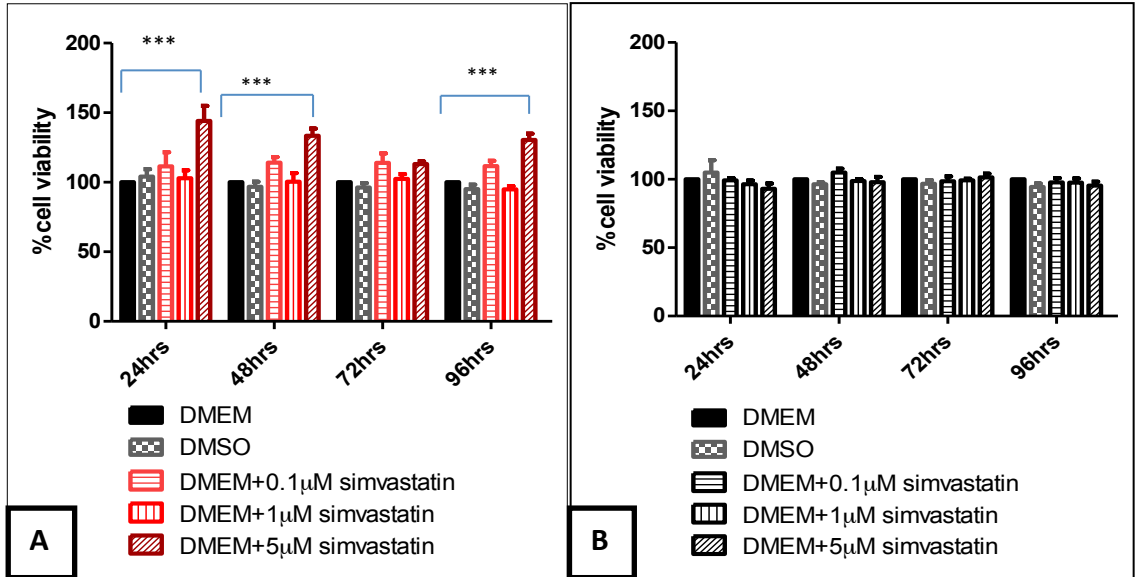 200
150
100
50
0
%cell viability
***
***
***
24hrs
48hrs
72hrs
96hrs
DMEM
DMSO
DMEM+0.1μM simvastatin
DMEM+1μM simvastatin
DMEM+5μM simvastatin
A
200
150
100
50
0
%cell viability
24hrs
48hrs
72hrs
96hrs
DMEM
DMSO
DMEM+0.1μM simvastatin
DMEM+1μM simvastatin
DMEM+5μM simvastatin
B